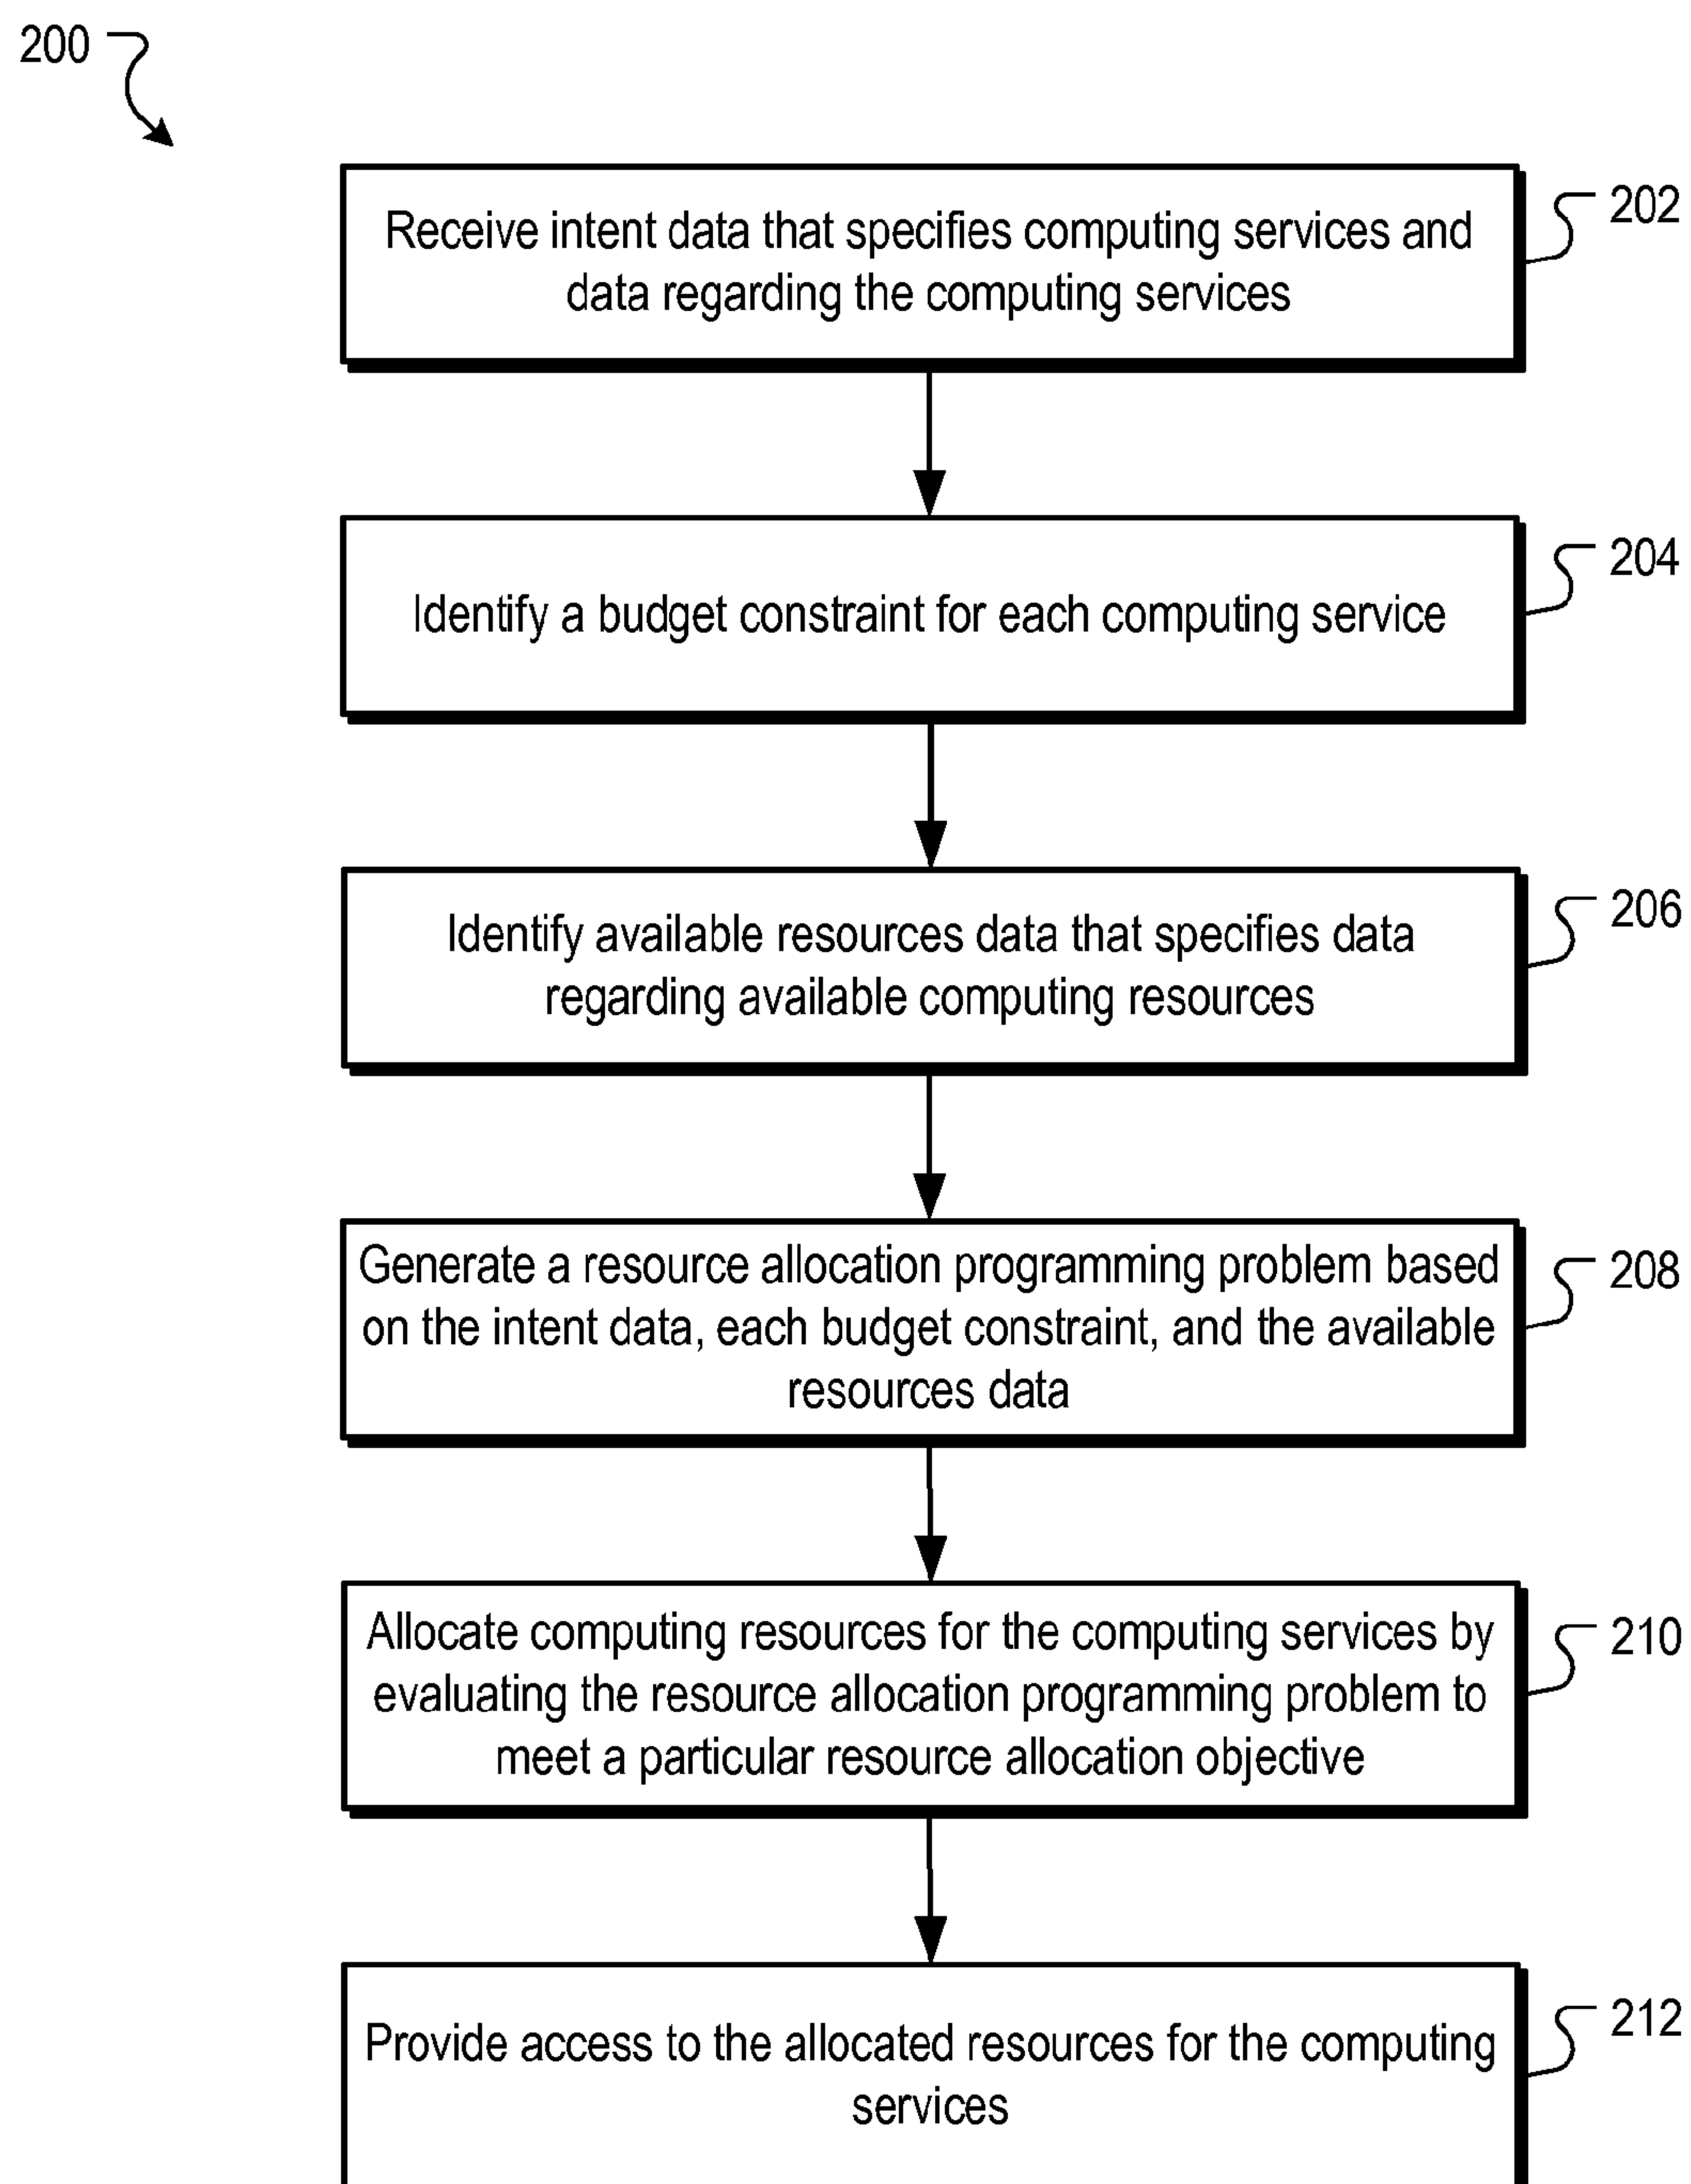 200
Receive intent data that specifies computing services and
data regarding the computing services
202
Identify a budget constraint for each computing service
204
Identify available resources data that specifies data
regarding available computing resources
206
Generate a resource allocation programming problem based
on the intent data, each budget constraint, and the available
resources data
208
Allocate computing resources for the computing services by
evaluating the resource allocation programming problem to
meet a particular resource allocation objective
210
Provide access to the allocated resources for the computing
services
212